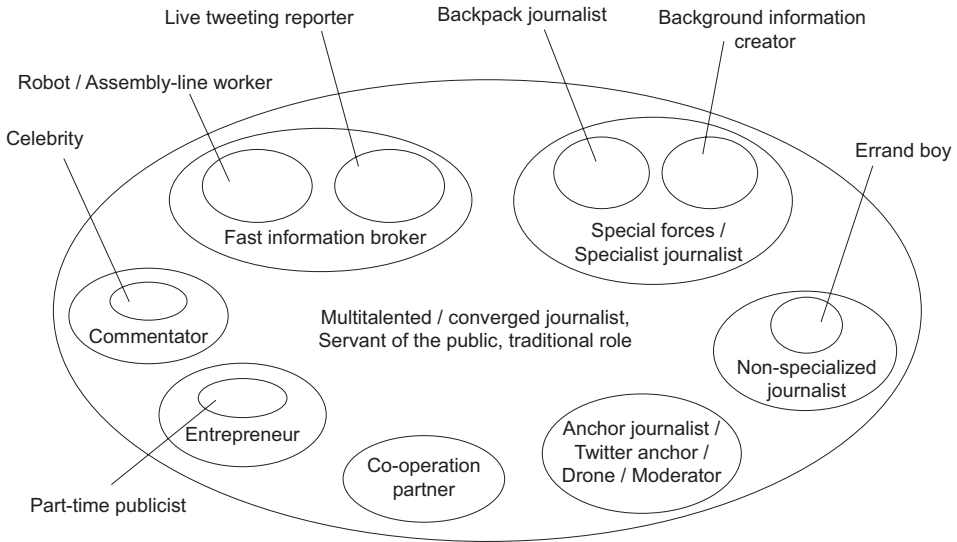 Live tweeting reporter
Backpack journalist
Background information
creator
Robot / Assembly-line worker
Celebrity
Errand boy
Fast information broker
Special forces /
Specialist journalist
Commentator
Multitalented / converged journalist,
Servant of the public, traditional role
Non-specialized
journalist
Entrepreneur
Anchor journalist /
Twitter anchor /
Drone / Moderator
Co-operation
partner
Part-time publicist